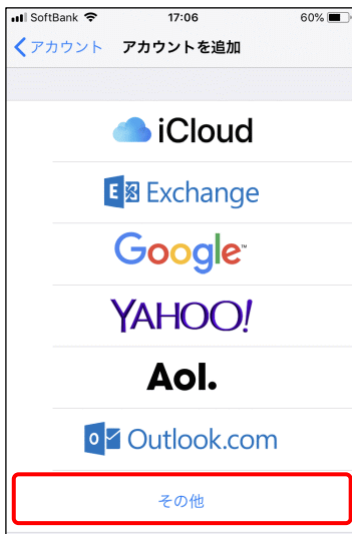 SoftBank 17:06 60%
アカウント アカウントを追加
iCloud
E Exchange
Google
YAHOO!
Aol.
o Outlook.com
その他